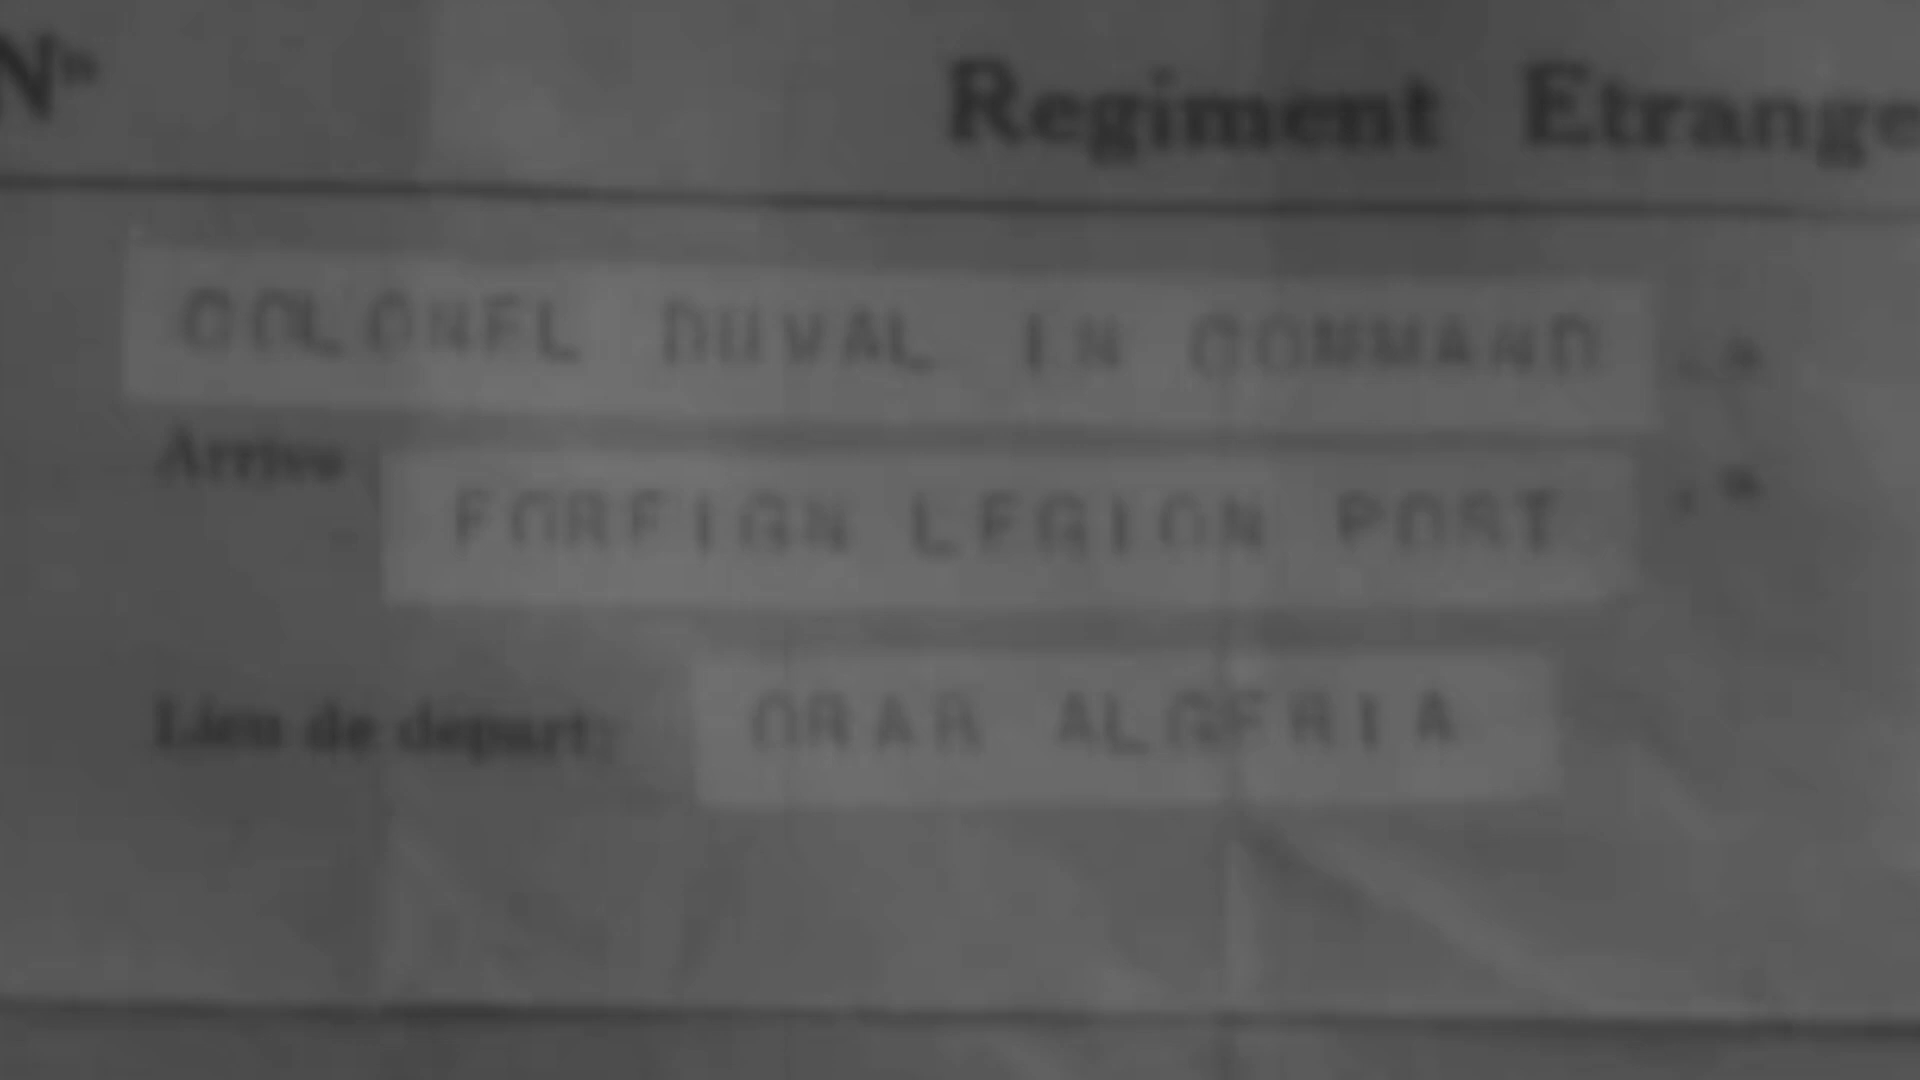 N° Regiment Etrange
COLONEL DUVAL IN COMMAND
Arrive
FOREIGN LEGION POST
Lieu de depart: ORAR ALGERIA